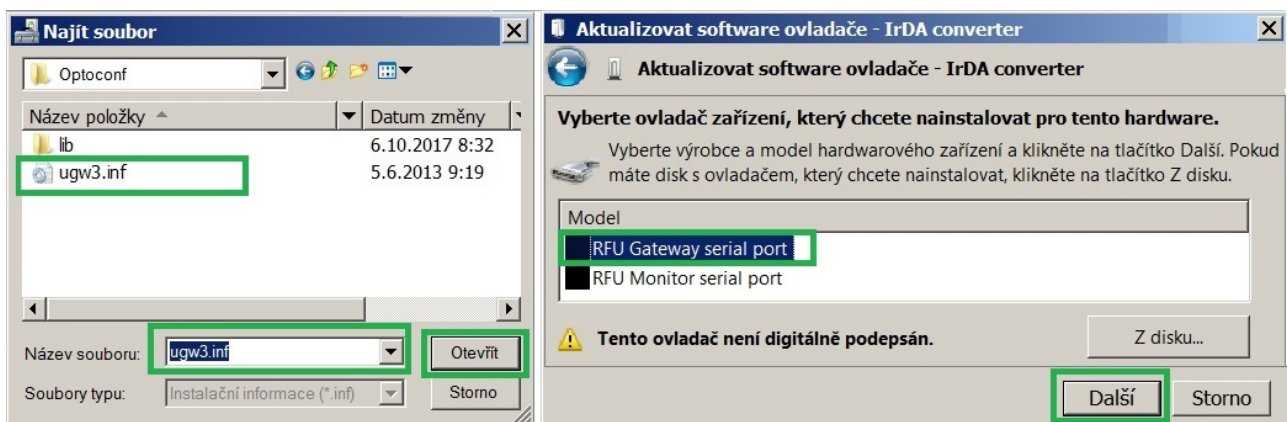 Najít soubor
Optoconf
Název položky
Datum změny
lib
6.10.2017 8:32
ugw3.inf
5.6.2013 9:19
Název souboru:
ugw3.inf
Otevřít
Soubory typu:
Instalační informace (*.inf)
Storno
Aktualizovat software ovladače - IrDA converter
Aktualizovat software ovladače - IrDA converter
Vyberte ovladač zařízení, který chcete nainstalovat pro tento hardware.
Vyberte výrobce a model hardwarového zařízení a klikněte na tlačítko Další. Pokud
máte disk s ovladačem, který chcete nainstalovat, klikněte na tlačítko Z disku.
Model
RFU Gateway serial port
RFU Monitor serial port
Tento ovladač není digitálně podepsán.
Z disku...
Další
Storno